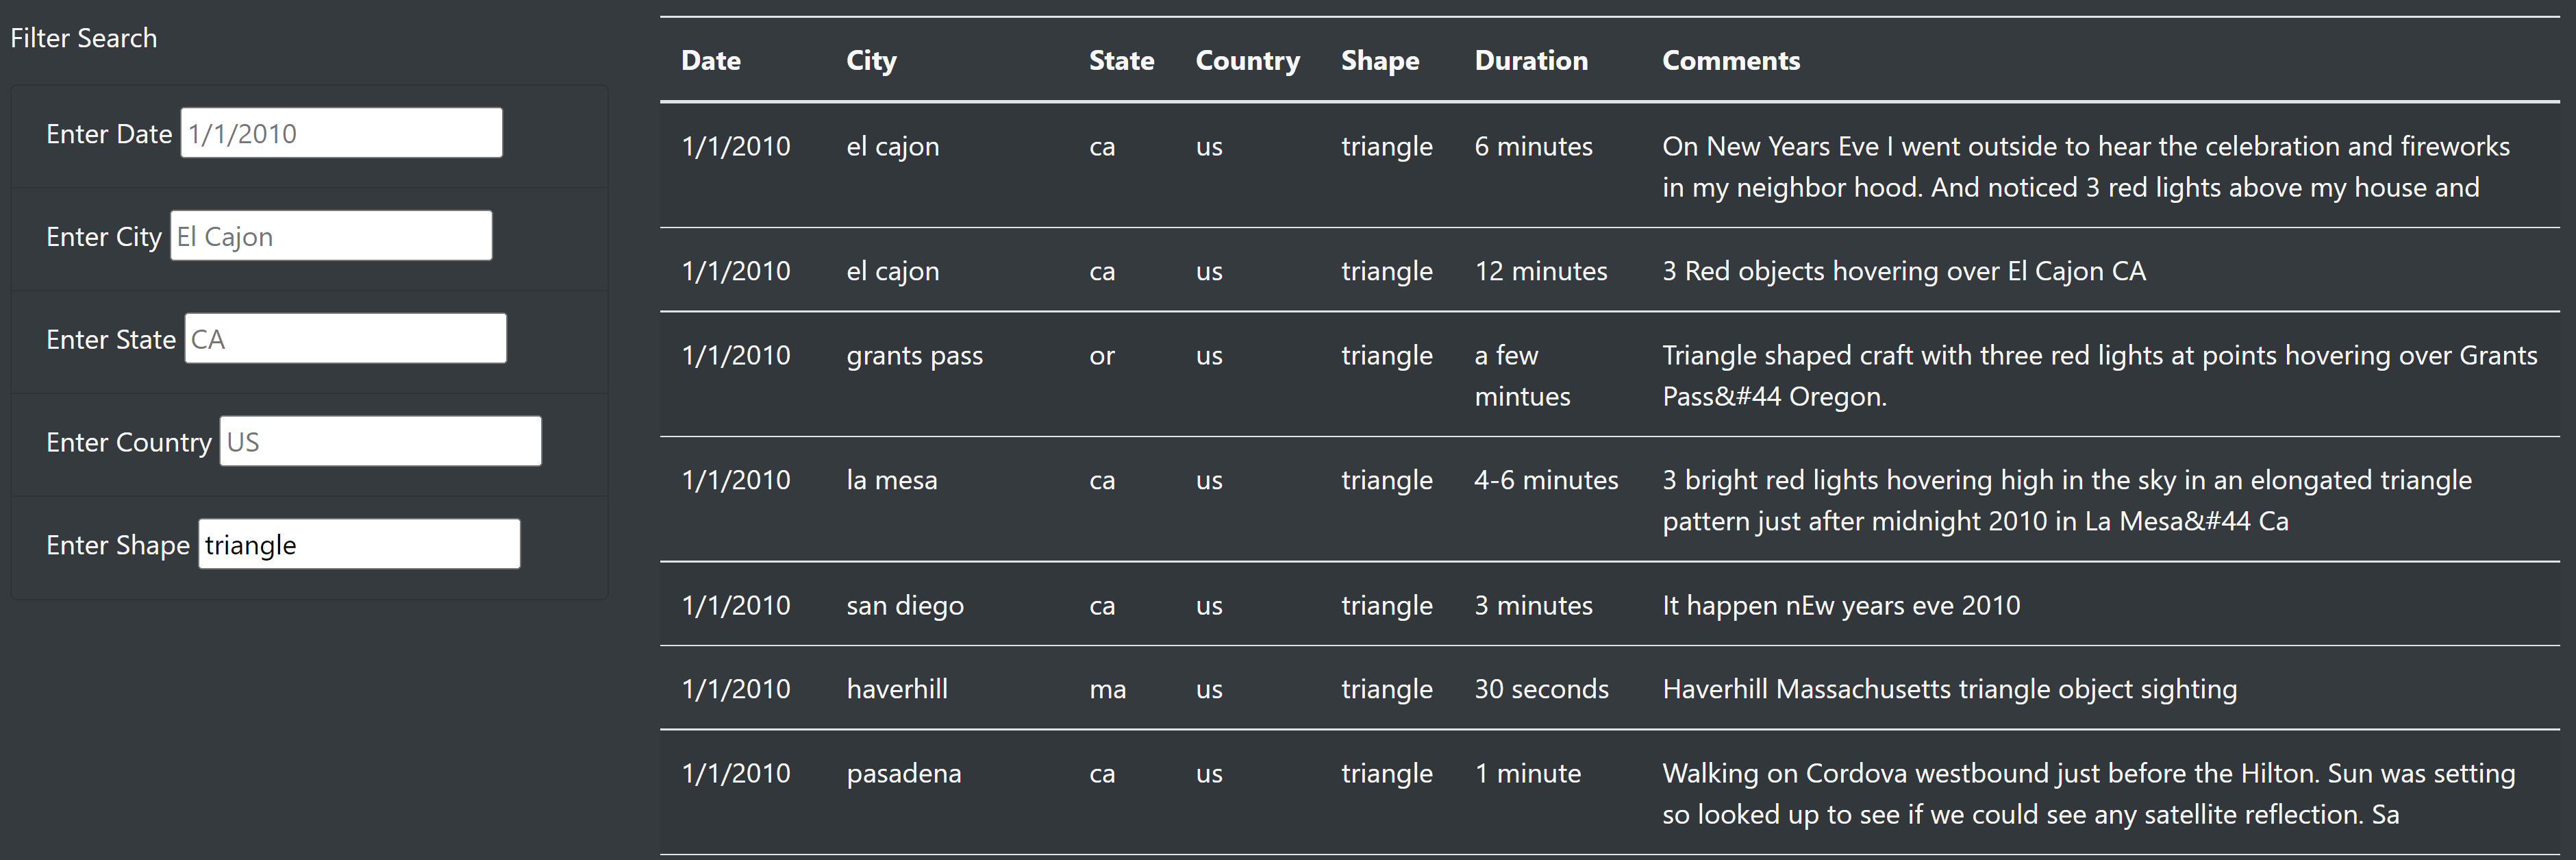 Filter Search
Enter Date 1/1/2010
Enter City El Cajon
Enter State CA
Enter Country US
Enter Shape triangle
Date City State Country Shape Duration Comments
1/1/2010 el cajon ca us triangle 6 minutes On New Years Eve I went outside to hear the celebration and fireworks
in my neighbor hood. And noticed 3 red lights above my house and
1/1/2010 el cajon ca us triangle 12 minutes 3 Red objects hovering over El Cajon CA
1/1/2010 grants pass or us triangle a few Triangle shaped craft with three red lights at points hovering over Grants
mintues Pass&#44 Oregon.
1/1/2010 la mesa ca us triangle 4-6 minutes 3 bright red lights hovering high in the sky in an elongated triangle
pattern just after midnight 2010 in La Mesa&#44 Ca
1/1/2010 san diego ca us triangle 3 minutes It happen nEw years eve 2010
1/1/2010 haverhill ma us triangle 30 seconds Haverhill Massachusetts triangle object sighting
1/1/2010 pasadena ca us triangle 1 minute Walking on Cordova westbound just before the Hilton. Sun was setting
so looked up to see if we could see any satellite reflection. Sa